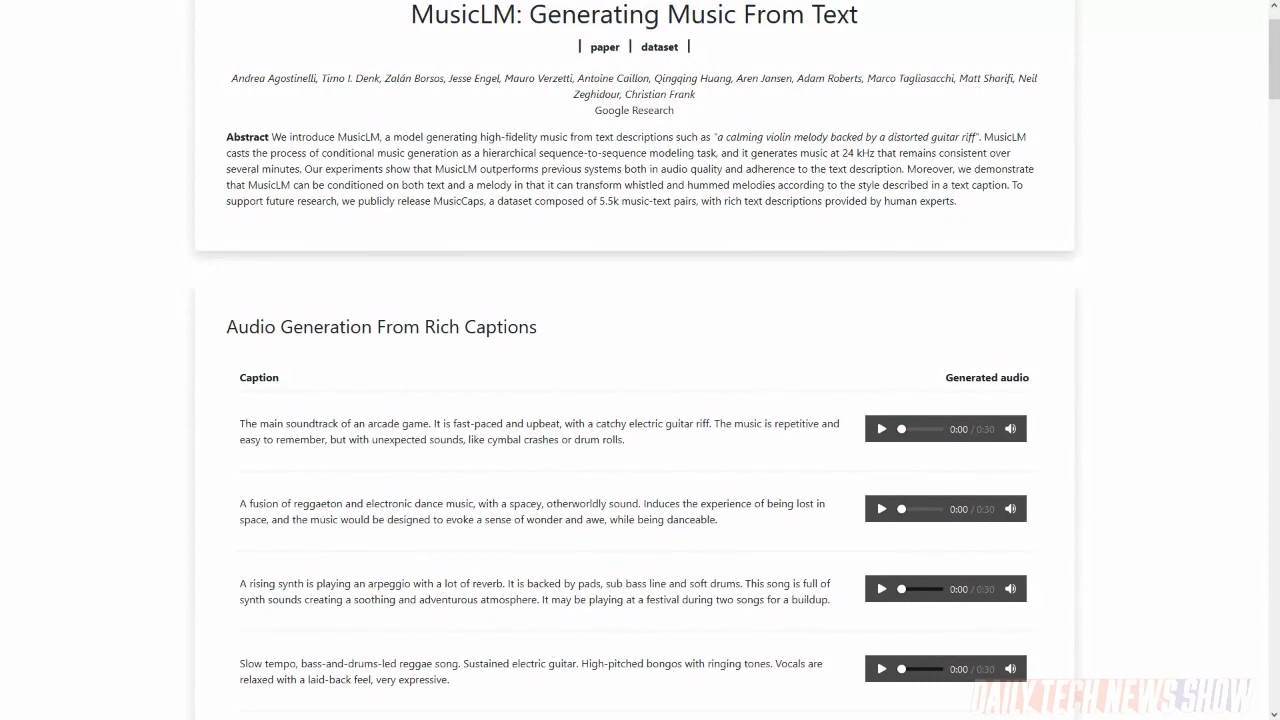 MusicLM: Generating Music From Text
| paper | dataset |
Andrea Agostinelli, Timo I. Denk, Zalán Borsos, Jesse Engel, Mauro Verzetti, Antoine Caillon, Qingqing Huang, Aren Jansen, Adam Roberts, Marco Tagliasacchi, Matt Sharifi, Neil
Zeghidour, Christian Frank
Google Research
Abstract We introduce MusicLM, a model generating high-fidelity music from text descriptions such as "a calming violin melody backed by a distorted guitar riff". MusicLM
casts the process of conditional music generation as a hierarchical sequence-to-sequence modeling task, and it generates music at 24 kHz that remains consistent over
several minutes. Our experiments show that MusicLM outperforms previous systems both in audio quality and adherence to the text description. Moreover, we demonstrate
that MusicLM can be conditioned on both text and a melody in that it can transform whistled and hummed melodies according to the style described in a text caption. To
support future research, we publicly release MusicCaps, a dataset composed of 5.5k music-text pairs, with rich text descriptions provided by human experts.
Audio Generation From Rich Captions
Caption Generated audio
The main soundtrack of an arcade game. It is fast-paced and upbeat, with a catchy electric guitar riff. The music is repetitive and
easy to remember, but with unexpected sounds, like cymbal crashes or drum rolls.
0:00 / 0:30
A fusion of reggaeton and electronic dance music, with a spacey, otherworldly sound. Induces the experience of being lost in
space, and the music would be designed to evoke a sense of wonder and awe, while being danceable.
0:00 / 0:30
A rising synth is playing an arpeggio with a lot of reverb. It is backed by pads, sub bass line and soft drums. This song is full of
synth sounds creating a soothing and adventurous atmosphere. It may be playing at a festival during two songs for a buildup.
0:00 / 0:30
Slow tempo, bass-and-drums-led reggae song. Sustained electric guitar. High-pitched bongos with ringing tones. Vocals are
relaxed with a laid-back feel, very expressive.
0:00 / 0:30
DAILY TECH NEWS SHOW